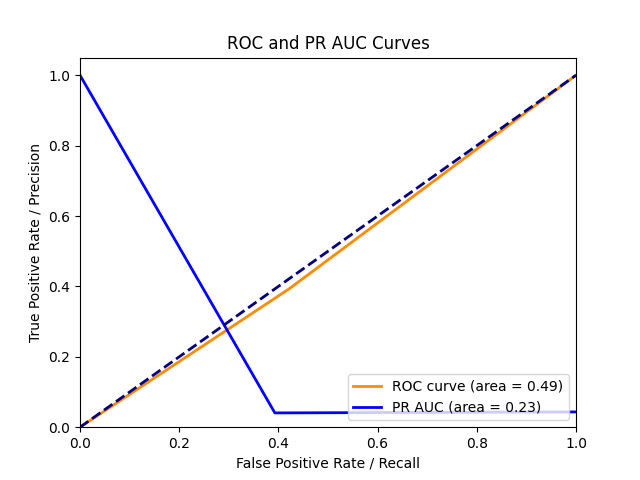 ROC and PR AUC Curves
True Positive Rate / Precision
1.0
0.8
0.6
0.4
0.2
0.0
ROC curve (area = 0.49)
PR AUC (area = 0.23)
0.0 0.2 0.4 0.6 0.8 1.0
False Positive Rate / Recall